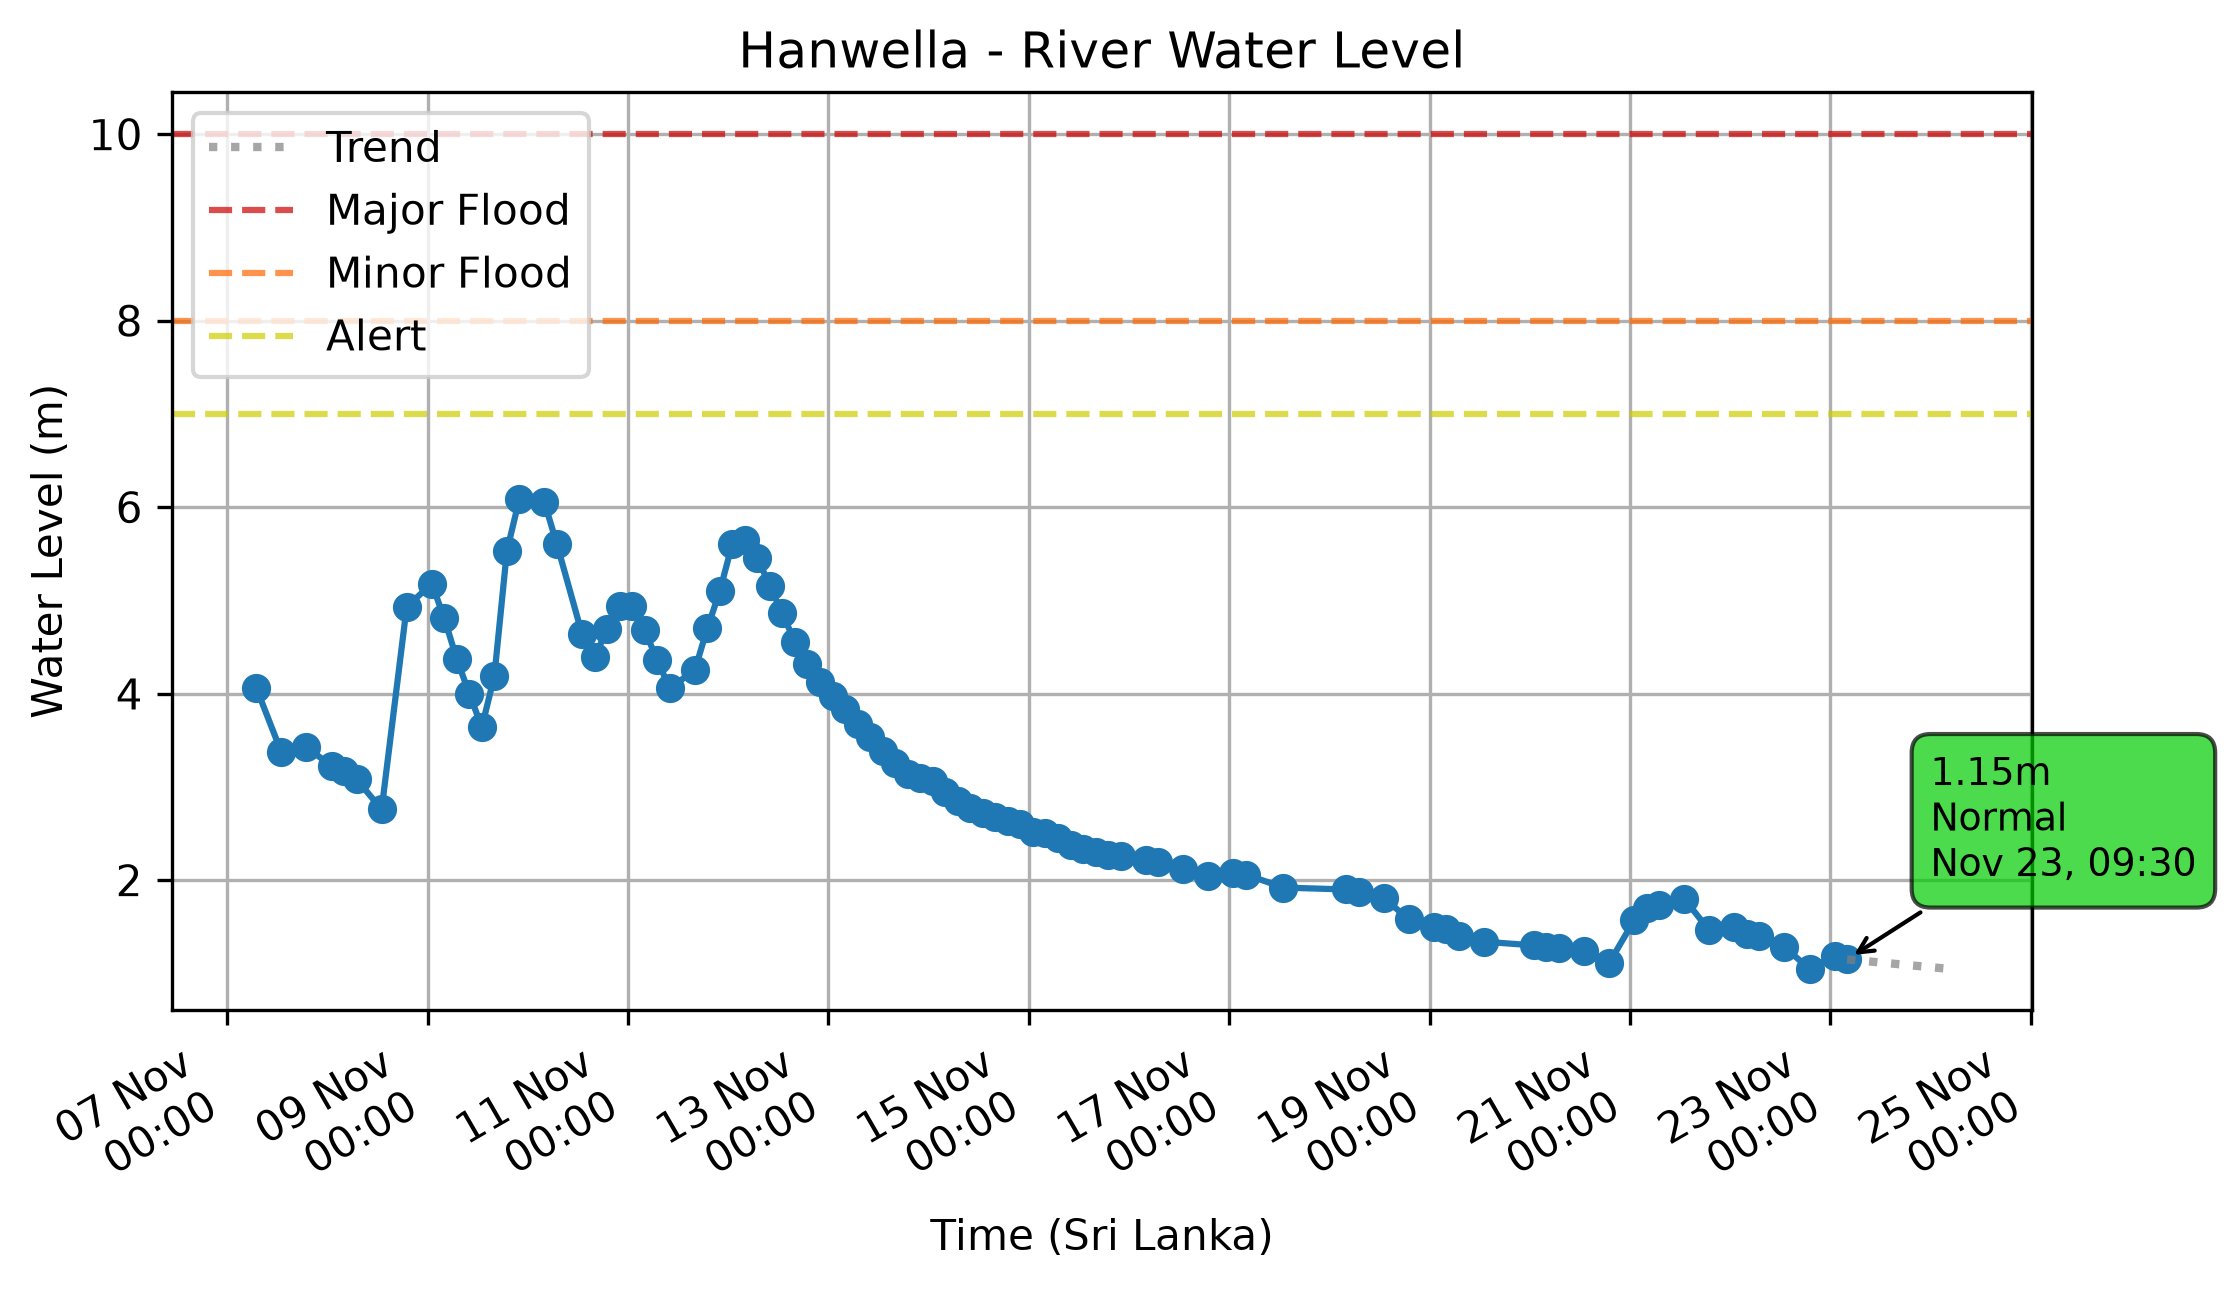 Hanwella - River Water Level
Trend
Major Flood
Minor Flood
Alert
Water Level (m)
10
8
6
4
2
1.15m
Normal
Nov 23, 09:30
07 Nov
00:00
09 Nov
00:00
11 Nov
00:00
13 Nov
00:00
15 Nov
00:00
17 Nov
00:00
19 Nov
00:00
21 Nov
00:00
23 Nov
00:00
25 Nov
00:00
Time (Sri Lanka)